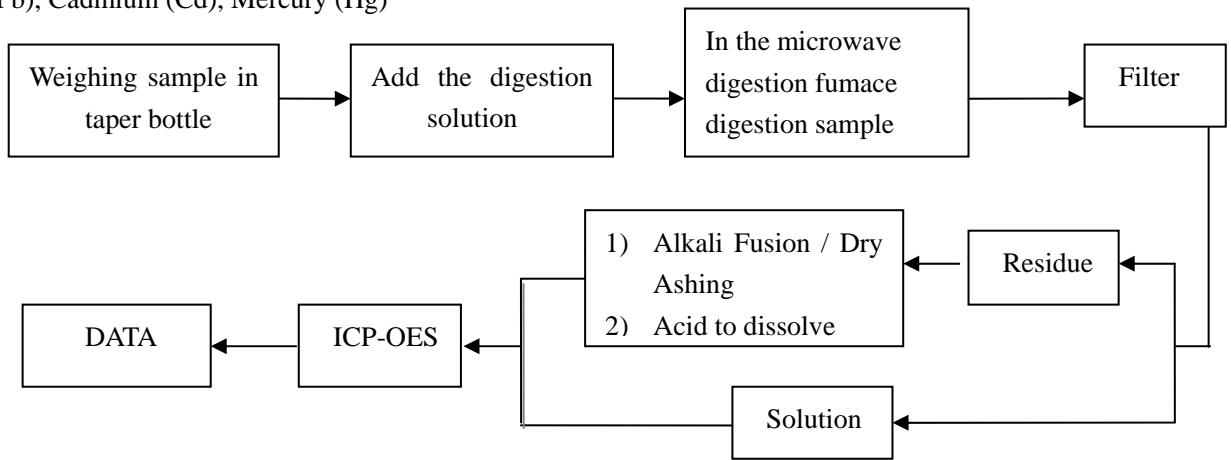 Cadmium (Cd), Mercury (Hg)
Weighing sample in
taper bottle
Add the digestion
solution
In the microwave
digestion fumace
digestion sample
Filter
1) Alkali Fusion / Dry
Ashing
2) Acid to dissolve
Residue
DATA
ICP-OES
Solution